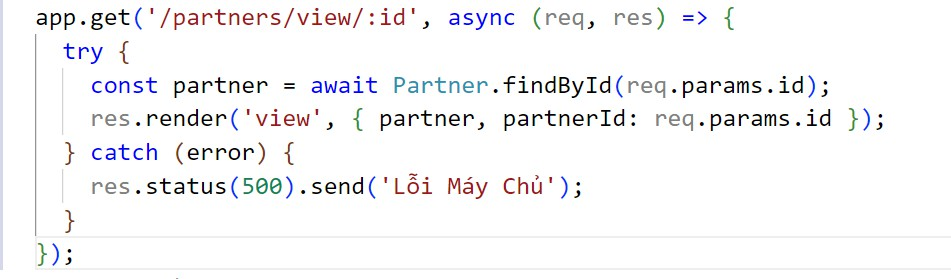 app.get('/partners/view/:id', async (req, res) => {
try {
const partner = await Partner.findById(req.params.id);
res.render('view', { partner, partnerId: req.params.id });
} catch (error) {
res.status(500).send('Lỗi Máy Chủ');
}
});